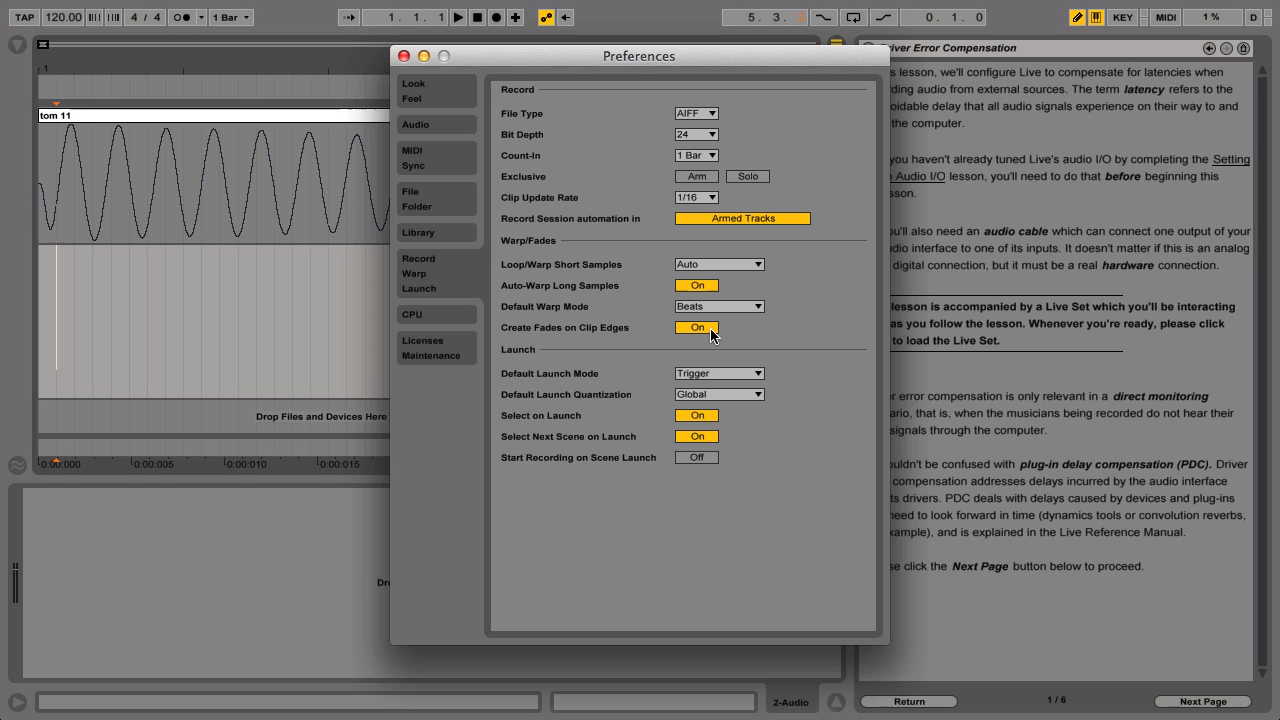 TAP 120.00 4 / 4 1 Bar 1. 1. 1 5. 3. 0. 1. 0 KEY MIDI 1 % D
Preferences
Look
Feel
Audio
MIDI
Sync
File
Folder
Library
Record
Warp
Launch
CPU
Licenses
Maintenance
Record
File Type AIFF
Bit Depth 24
Count-In 1 Bar
Exclusive Arm Solo
Clip Update Rate 1/16
Record Session automation in Armed Tracks
Warp/Fades
Loop/Warp Short Samples Auto
Auto-Warp Long Samples On
Default Warp Mode Beats
Create Fades on Clip Edges On
Launch
Default Launch Mode Trigger
Default Launch Quantization Global
Select on Launch On
Select Next Scene on Launch On
Start Recording on Scene Launch Off
1
tom 11
Drop Files and Devices Here
0:00:000 0:00:005 0:00:010 0:00:015
2-Audio
river Error Compensation
s lesson, we'll configure Live to compensate for latencies when
ding audio from external sources. The term latency refers to the
oidable delay that all audio signals experience on their way to and
the computer.
you haven't already tuned Live's audio I/O by completing the Setting
Audio I/O lesson, you'll need to do that before beginning this
sson.
u'll also need an audio cable which can connect one output of your
dio interface to one of its inputs. It doesn't matter if this is an analog
digital connection, but it must be a real hardware connection.
lesson is accompanied by a Live Set which you'll be interacting
as you follow the lesson. Whenever you're ready, please click
to load the Live Set.
r error compensation is only relevant in a direct monitoring
ario, that is, when the musicians being recorded do not hear their
signals through the computer.
ouldn't be confused with plug-in delay compensation (PDC). Driver
compensation addresses delays incurred by the audio interface
ts drivers. PDC deals with delays caused by devices and plug-ins
need to look forward in time (dynamics tools or convolution reverbs,
xample), and is explained in the Live Reference Manual.
se click the Next Page button below to proceed.
Return 1 / 6 Next Page